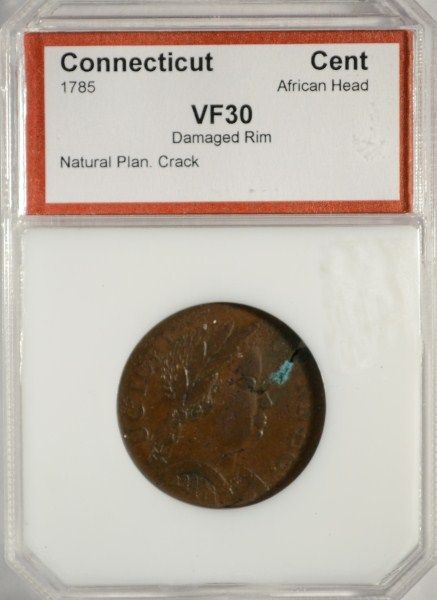 Connecticut Cent
1785 African Head
VF30
Damaged Rim
Natural Plan. Crack